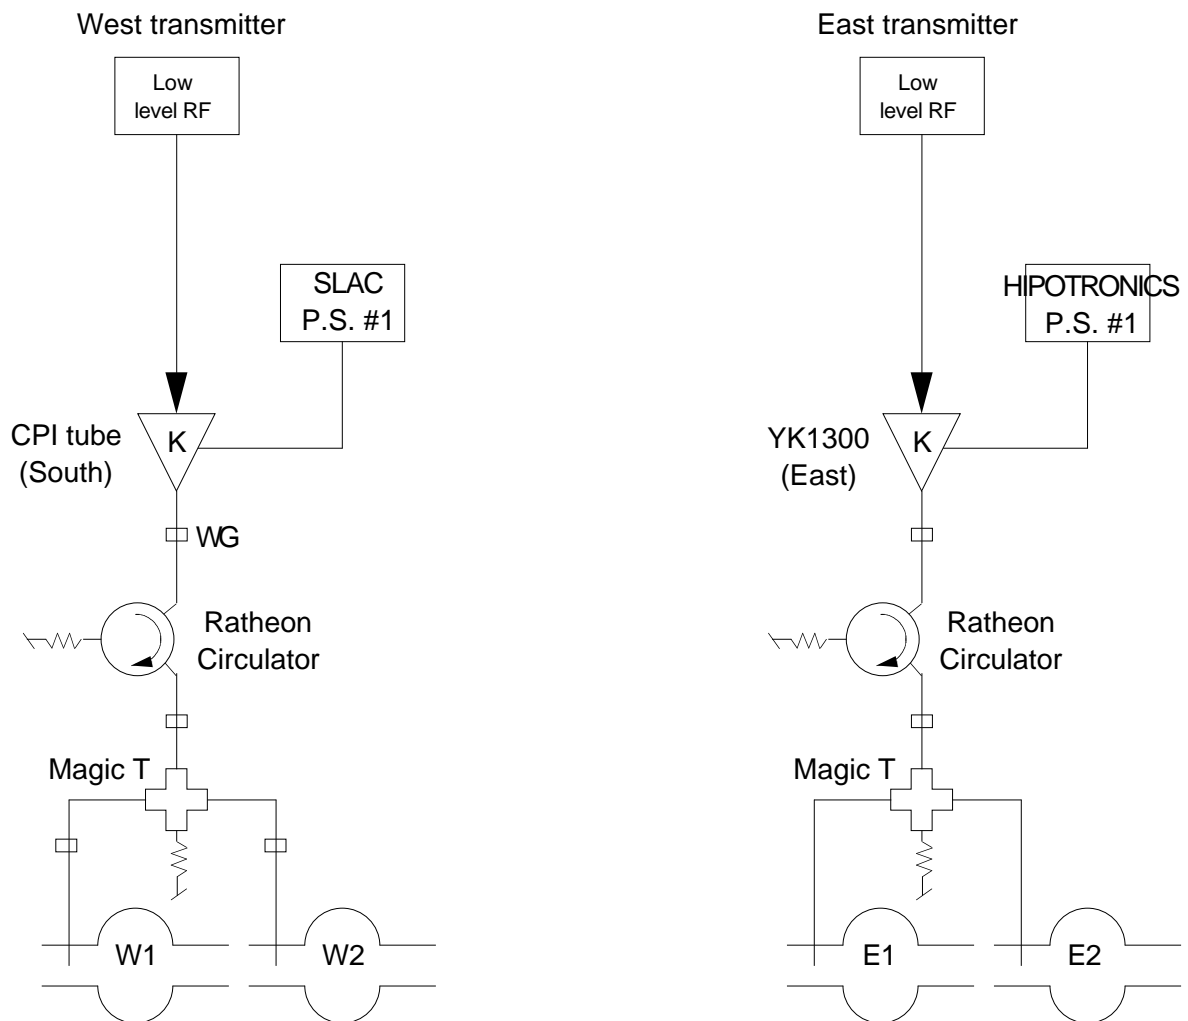 West transmitter
Low
level RF
SLAC
P.S. #1
CPI tube
(South)
K
WG
Ratheon
Circulator
Magic T
W1
W2
East transmitter
Low
level RF
HIPOTRONICS
P.S. #1
YK1300
(East)
K
Ratheon
Circulator
Magic T
E1
E2